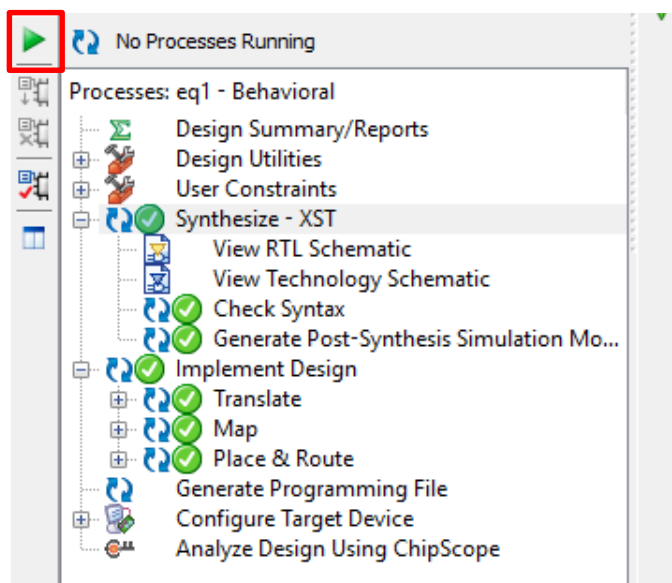 No Processes Running
Processes: eq1 - Behavioral
Design Summary/Reports
Design Utilities
User Constraints
Synthesize - XST
View RTL Schematic
View Technology Schematic
Check Syntax
Generate Post-Synthesis Simulation Mo...
Implement Design
Translate
Map
Place & Route
Generate Programming File
Configure Target Device
Analyze Design Using ChipScope